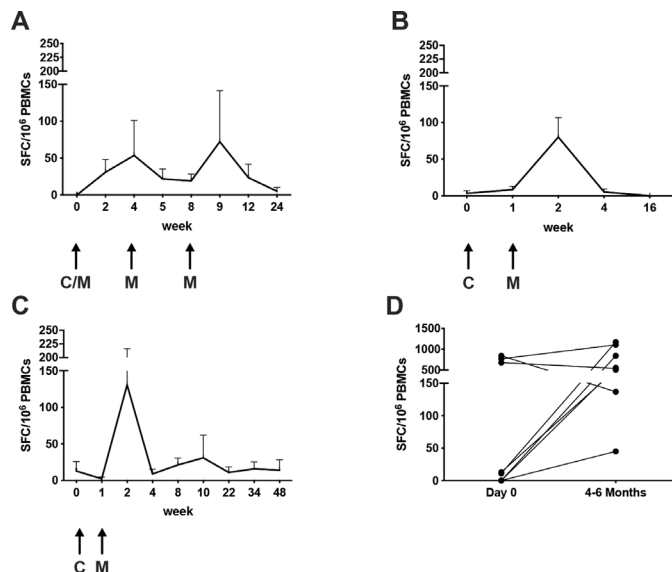 A
SFC/10⁶ PBMCs
250
225
200
150
100
50
0
0 2 4 5 8 9 12 24
week
C/M M M
B
SFC/10⁶ PBMCs
250
225
200
150
100
50
0
0 1 2 4 16
week
C M
C
SFC/10⁶ PBMCs
250
225
200
150
100
50
0
0 1 2 4 8 10 22 34 48
week
C M
D
SFC/10⁶ PBMCs
1500
1000
500
150
100
50
0
Day 0 4-6 Months